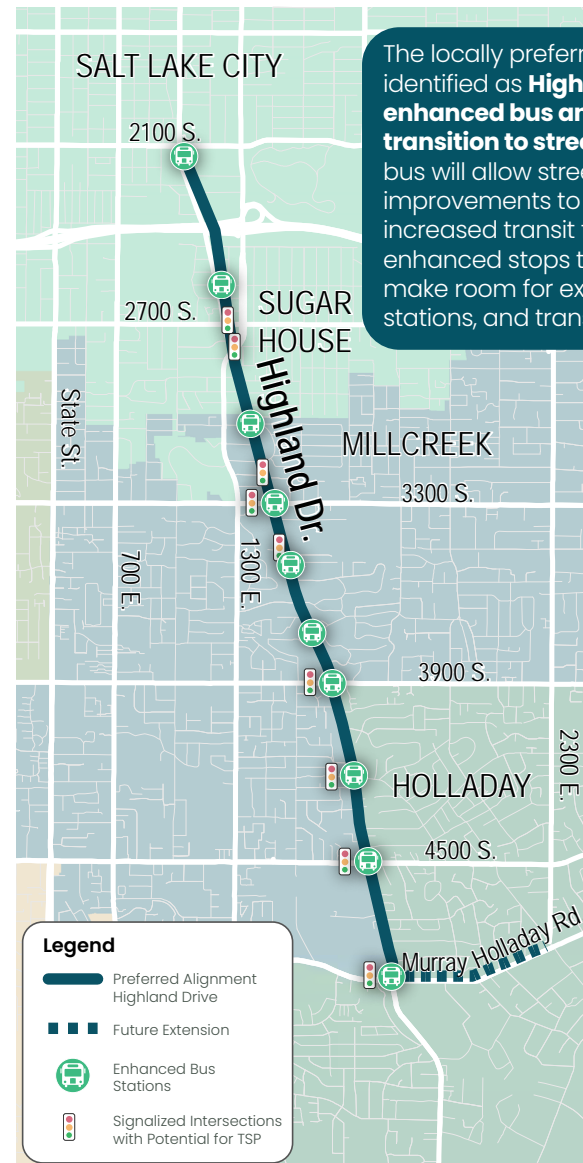 SALT LAKE CITY
The locally preferr
identified as High
enhanced bus an
transition to stree
bus will allow stree
improvements to
increased transit
enhanced stops t
make room for ex
stations, and tran
2100 S.
2700 S.
SUGAR
HOUSE
Highland Dr.
State St.
MILLCREEK
3300 S.
700 E.
1300 E.
3900 S.
2300 E.
HOLLADAY
4500 S.
Murray Holladay Rd
Legend
Preferred Alignment
Highland Drive
Future Extension
Enhanced Bus
Stations
Signalized Intersections
with Potential for TSP